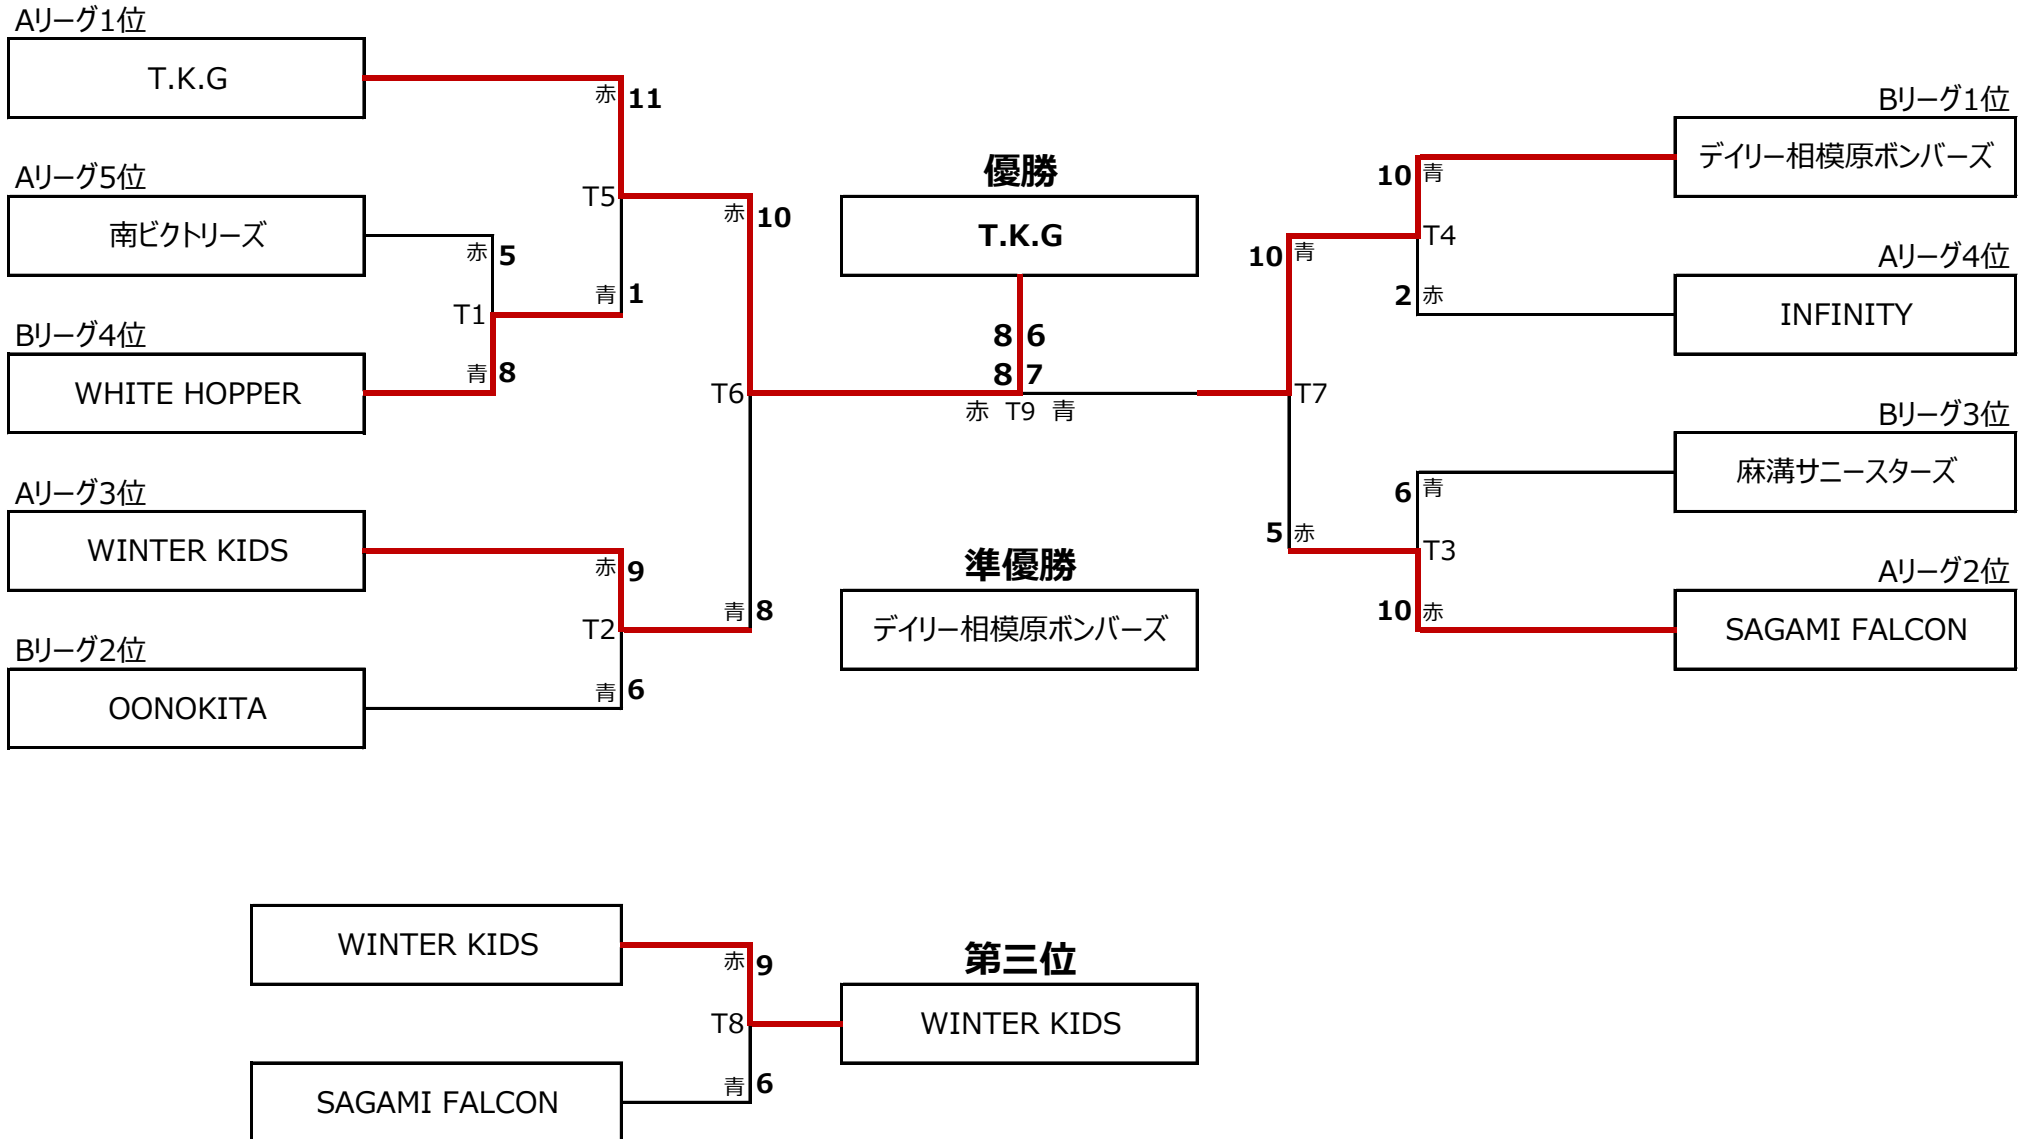 Aリーグ1位
T.K.G
赤 11
Aリーグ5位
南ビクトリーズ
T5
赤 5
青 1
T1
Bリーグ4位
WHITE HOPPER
青 8
赤 10
T6
Aリーグ3位
WINTER KIDS
赤 9
T2
青 8
Bリーグ2位
OONOKITA
青 6
優勝
T.K.G
8 6
8 7
赤 T9 青
準優勝
デイリー相模原ボンバーズ
Bリーグ1位
デイリー相模原ボンバーズ
10 青
T4
10 青
Aリーグ4位
INFINITY
2 赤
T7
Bリーグ3位
麻溝サニースターズ
6 青
5 赤
T3
Aリーグ2位
SAGAMI FALCON
10 赤
WINTER KIDS
赤 9
T8
SAGAMI FALCON
青 6
第三位
WINTER KIDS